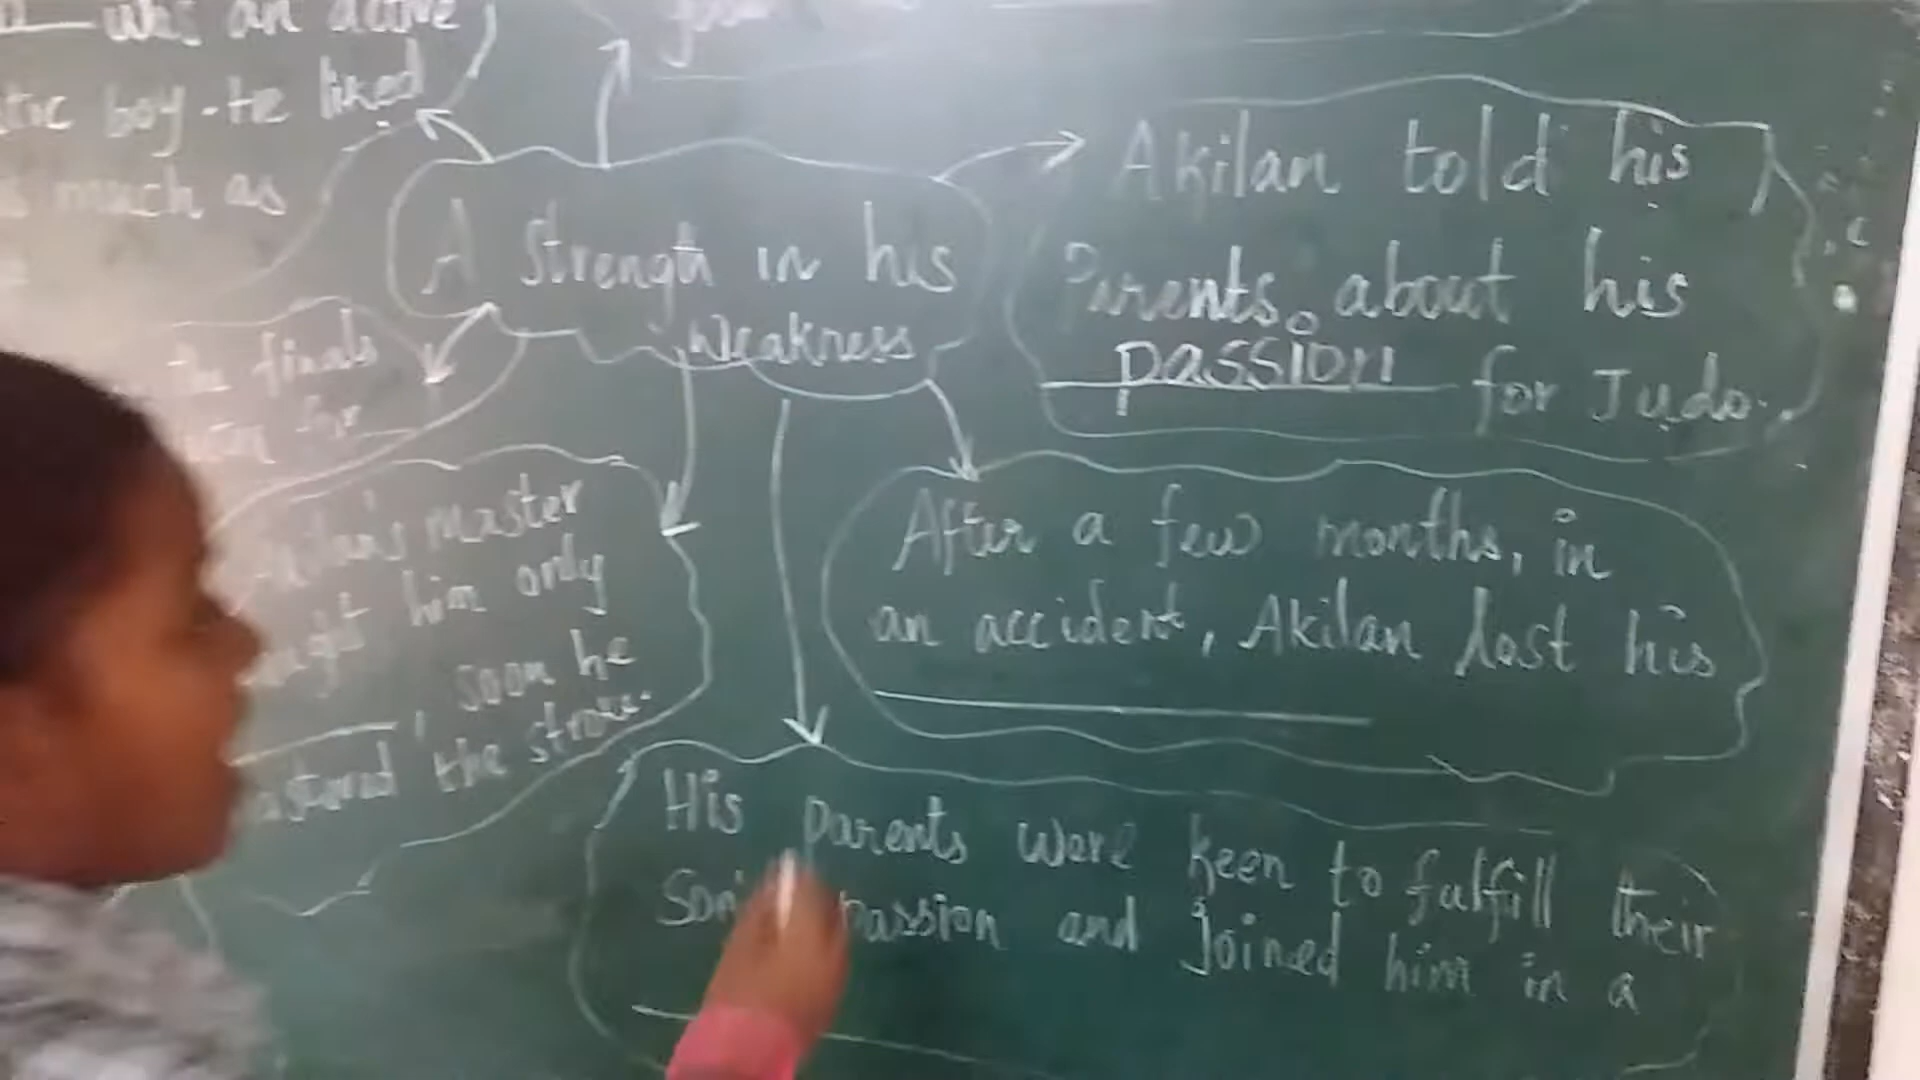 was an active
boy. He liked
much as
A Strength in his
Weakness
Akilan told his
Parents about his
passion for Judo.
finals
for
master
him only
soon he
the stroke.
After a few months, in
an accident, Akilan lost his
His parents were keen to fulfill their
passion and joined him in a